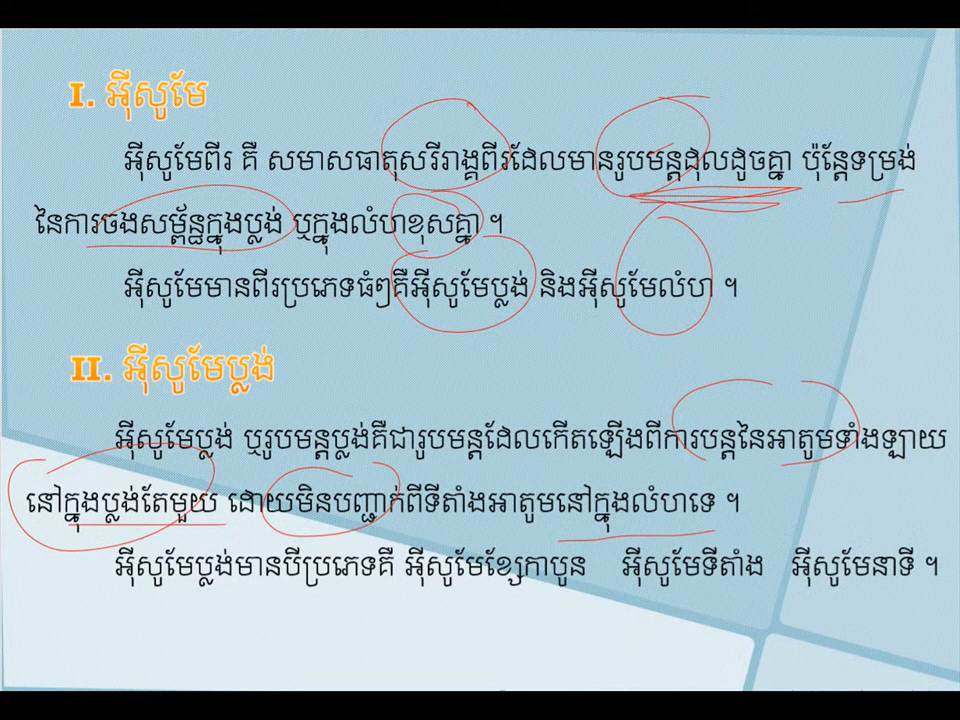 I. អ៊ីសូមែ
អ៊ីសូមែពីរ គឺ សមាសធាតុសរីរាង្គពីរដែលមានរូបមន្តដុលដូចគ្នា ប៉ុន្តែទម្រង់
នៃការចងសម្ព័ន្ធក្នុងប្លង់ ឬក្នុងលំហខុសគ្នា ។
អ៊ីសូមែមានពីរប្រភេទធំៗគឺអ៊ីសូមែប្លង់ និងអ៊ីសូមែលំហ ។
II. អ៊ីសូមែប្លង់
អ៊ីសូមែប្លង់ ឬរូបមន្តប្លង់គឺជារូបមន្តដែលកើតឡើងពីការបន្តនៃអាតូមទាំងឡាយ
នៅក្នុងប្លង់តែមួយ ដោយមិនបញ្ជាក់ពីទីតាំងអាតូមនៅក្នុងលំហទេ ។
អ៊ីសូមែប្លង់មានបីប្រភេទគឺ អ៊ីសូមែខ្សែកាបូន អ៊ីសូមែទីតាំង អ៊ីសូមែនាទី ។